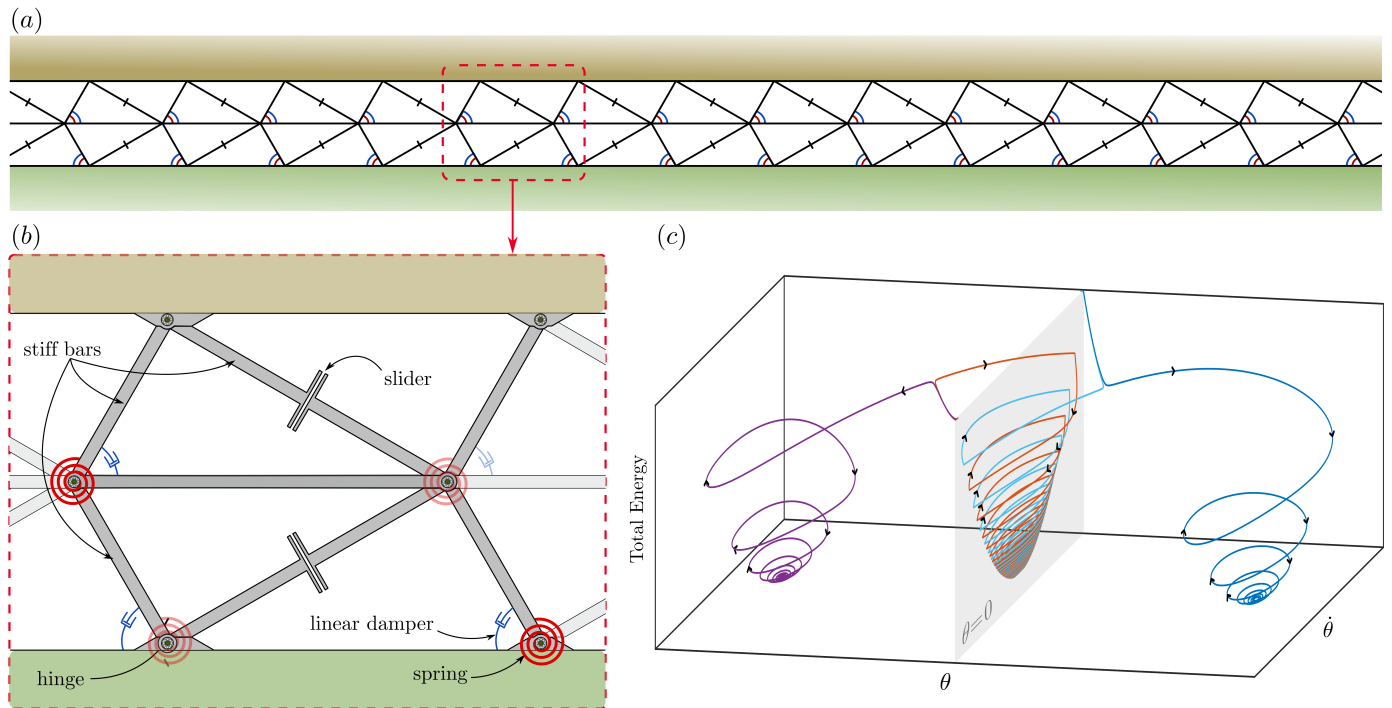 (a)
(b)
(c)
stiff bars
slider
linear damper
hinge
spring
Total Energy
θ=0
θ
θ̇